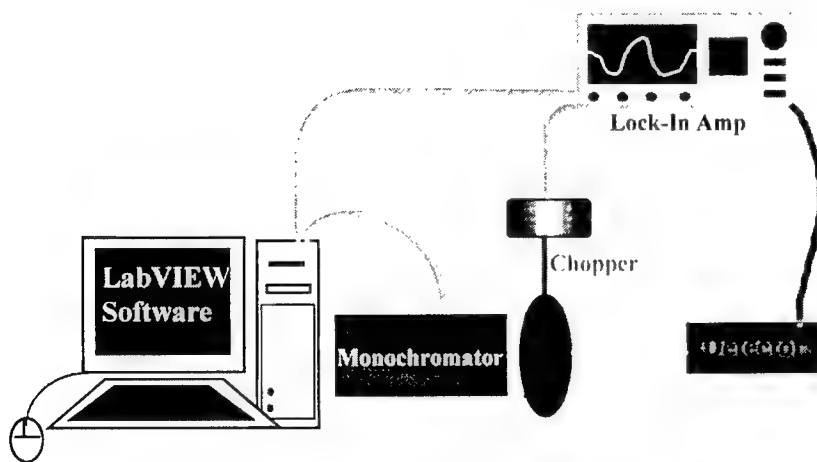 Lock-In Amp
Chopper
LabVIEW
Software
Monochromator